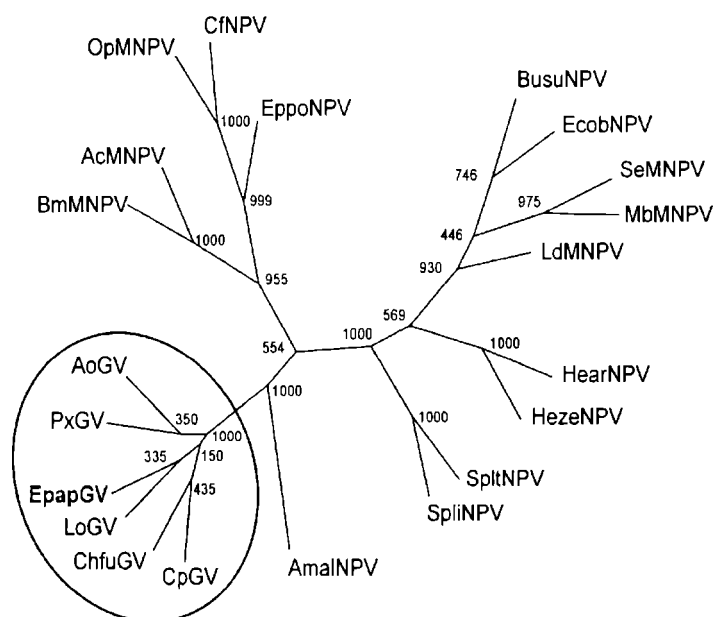 CfNPV
OpMNPV
BusuNPV
1000
EppoNPV
EcobNPV
AcMNPV
746
SeMNPV
975
BmMNPV
999
MbMNPV
446
1000
LdMNPV
930
955
569
554
1000
1000
AoGV
HearNPV
1000
PxGV
350
1000
HezeNPV
1000
335
150
SpltNPV
EpapGV
435
SpliNPV
LoGV
ChfuGV
CpGV
AmalNPV